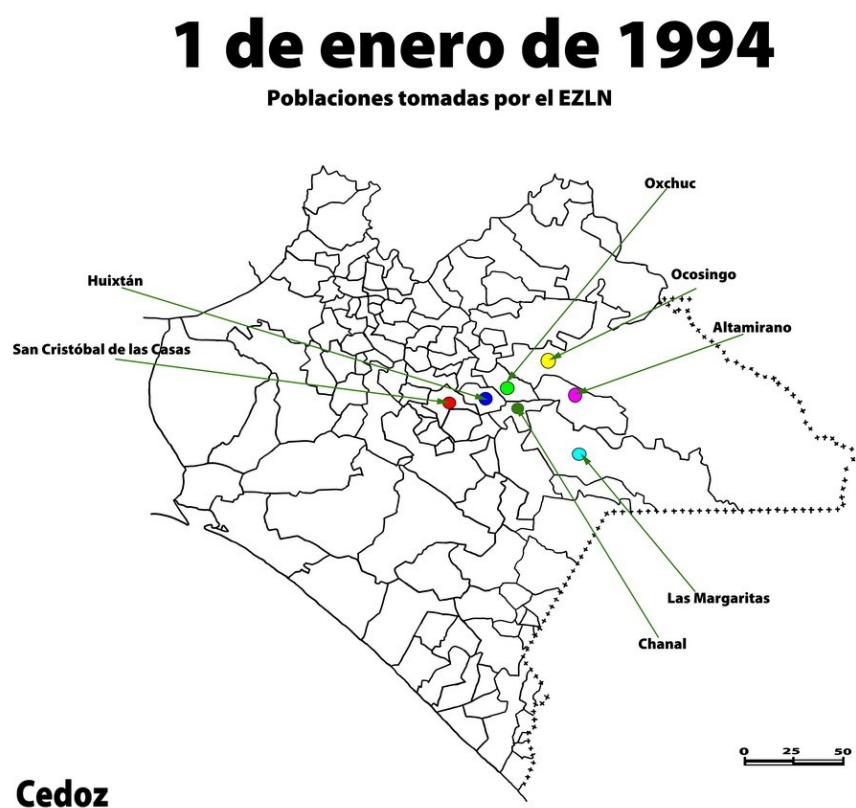 1 de enero de 1994
Poblaciones tomadas por el EZLN
Oxchuc
Huixtán
Ocosingo
San Cristóbal de las Casas
Altamirano
Las Margaritas
Chanal
0 25 50
Cedoz